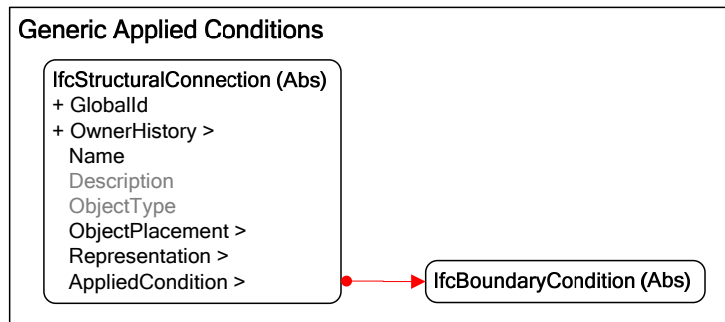 Generic Applied Conditions
IfcStructuralConnection (Abs)
+ GlobalId
+ OwnerHistory >
Name
Description
ObjectType
ObjectPlacement >
Representation >
AppliedCondition >
IfcBoundaryCondition (Abs)